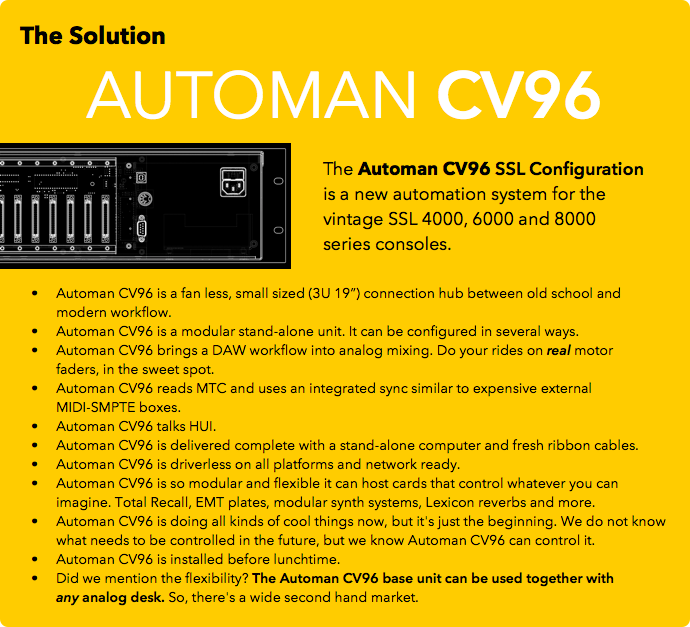 The Solution
AUTOMAN CV96
The Automan CV96 SSL Configuration
is a new automation system for the
vintage SSL 4000, 6000 and 8000
series consoles.
• Automan CV96 is a fan less, small sized (3U 19”) connection hub between old school and
modern workflow.
• Automan CV96 is a modular stand-alone unit. It can be configured in several ways.
• Automan CV96 brings a DAW workflow into analog mixing. Do your rides on real motor
faders, in the sweet spot.
• Automan CV96 reads MTC and uses an integrated sync similar to expensive external
MIDI-SMPTE boxes.
• Automan CV96 talks HUI.
• Automan CV96 is delivered complete with a stand-alone computer and fresh ribbon cables.
• Automan CV96 is driverless on all platforms and network ready.
• Automan CV96 is so modular and flexible it can host cards that control whatever you can
imagine. Total Recall, EMT plates, modular synth systems, Lexicon reverbs and more.
• Automan CV96 is doing all kinds of cool things now, but it's just the beginning. We do not know
what needs to be controlled in the future, but we know Automan CV96 can control it.
• Automan CV96 is installed before lunchtime.
• Did we mention the flexibility? The Automan CV96 base unit can be used together with
any analog desk. So, there's a wide second hand market.